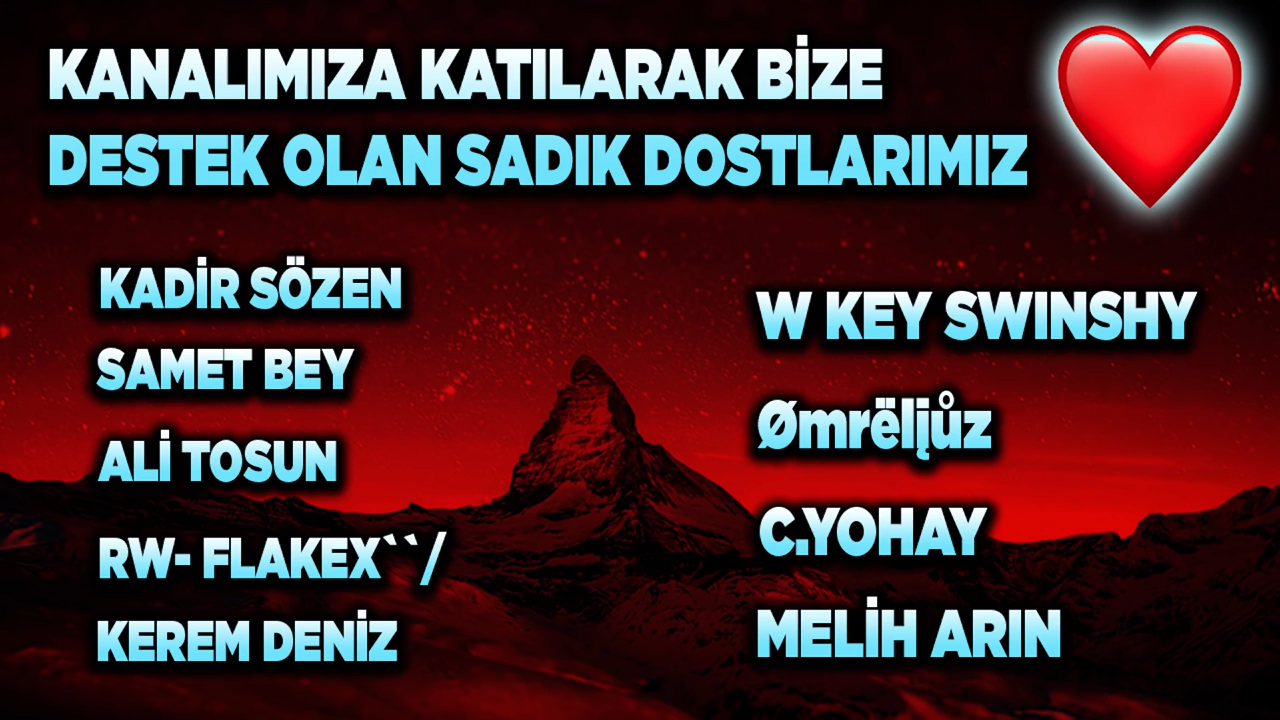 KANALIMIZA KATILARAK BİZE
DESTEK OLAN SADIK DOSTLARIMIZ
KADİR SÖZEN
SAMET BEY
ALİ TOSUN
RW- FLAKEX``/
KEREM DENİZ
W KEY SWINSHY
Ømrëlįůz
C.YOHAY
MELİH ARIN